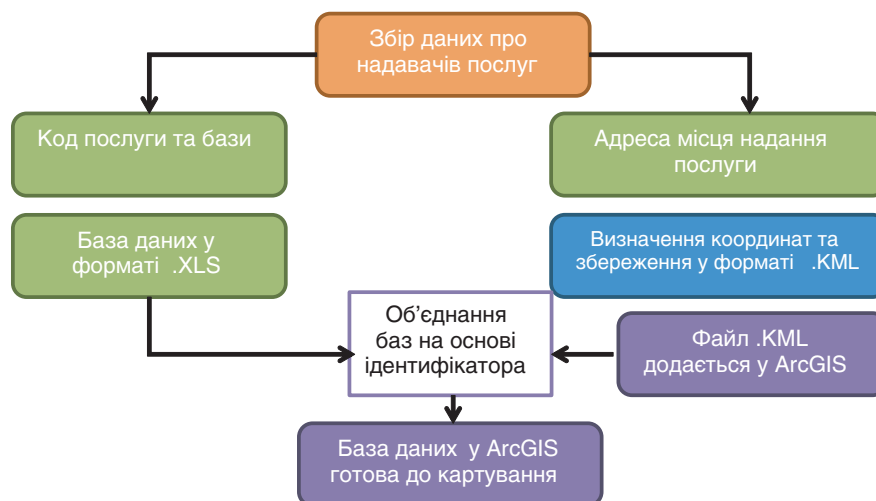 Збір даних про
надавачів послуг
Код послуги та бази
Адреса місця надання
послуги
База даних у
форматі .XLS
Визначення координат та
збереження у форматі .KML
Об’єднання
баз на основі
ідентифікатора
Файл .KML
додається у ArcGIS
База даних у ArcGIS
готова до картування